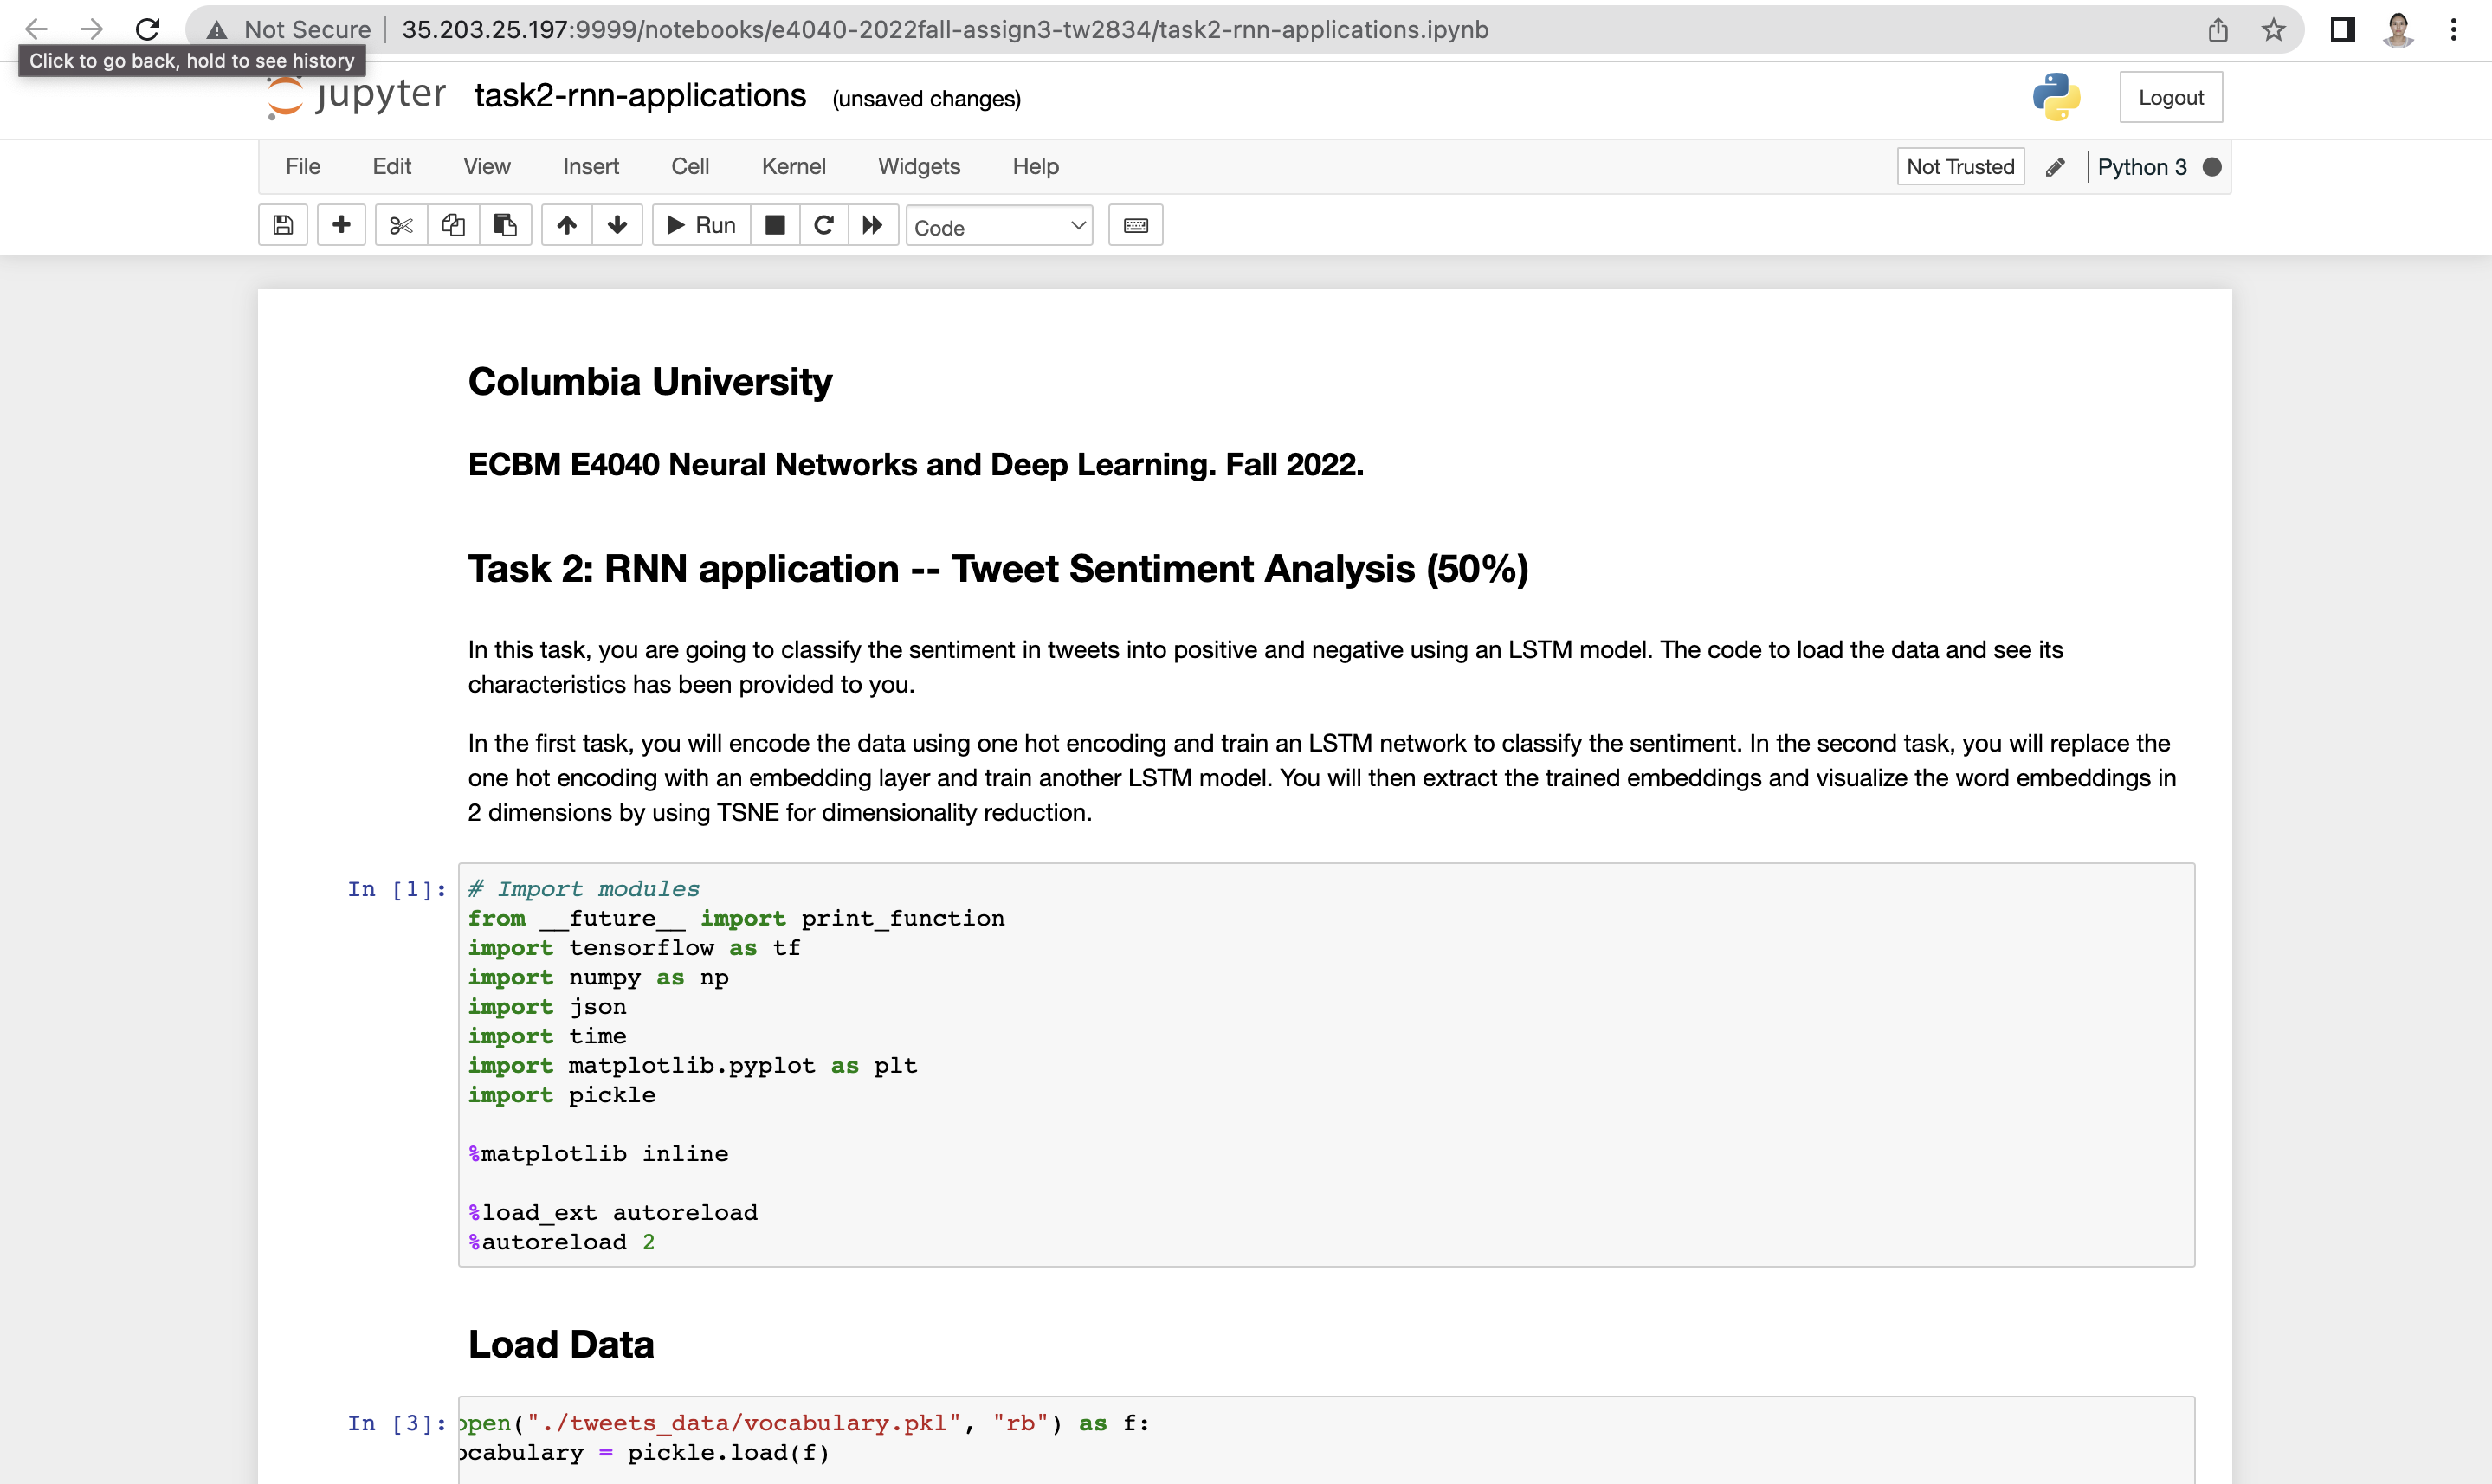 Not Secure 35.203.25.197:9999/notebooks/e4040-2022fall-assign3-tw2834/task2-rnn-applications.ipynb
Click to go back, hold to see history
jupyter task2-rnn-applications (unsaved changes) Logout
File Edit View Insert Cell Kernel Widgets Help Not Trusted Python 3
Run Code
Columbia University
ECBM E4040 Neural Networks and Deep Learning. Fall 2022.
Task 2: RNN application -- Tweet Sentiment Analysis (50%)
In this task, you are going to classify the sentiment in tweets into positive and negative using an LSTM model. The code to load the data and see its
characteristics has been provided to you.
In the first task, you will encode the data using one hot encoding and train an LSTM network to classify the sentiment. In the second task, you will replace the
one hot encoding with an embedding layer and train another LSTM model. You will then extract the trained embeddings and visualize the word embeddings in
2 dimensions by using TSNE for dimensionality reduction.
In [1]: # Import modules
from __future__ import print_function
import tensorflow as tf
import numpy as np
import json
import time
import matplotlib.pyplot as plt
import pickle
%matplotlib inline
%load_ext autoreload
%autoreload 2
Load Data
In [3]: open("./tweets_data/vocabulary.pkl", "rb") as f:
ocabulary = pickle.load(f)